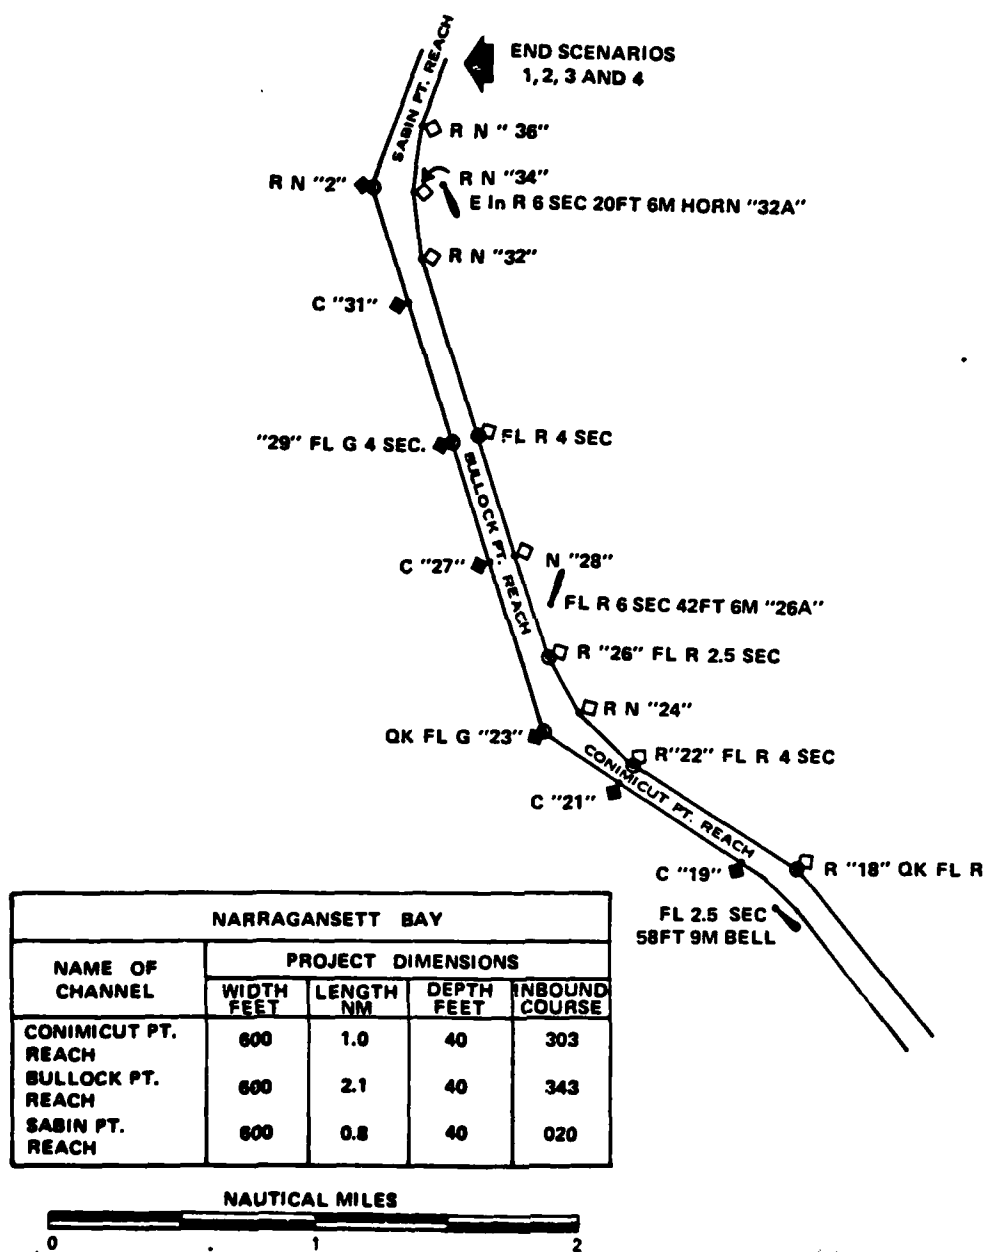 SABIN PT. REACH
END SCENARIOS
1, 2, 3 AND 4
R N "36"
R N "2"
R N "34"
E In R 6 SEC 20FT 6M HORN "32A"
R N "32"
C "31"
"29" FL G 4 SEC.
FL R 4 SEC
BULLOCK PT. REACH
C "27"
N "28"
FL R 6 SEC 42FT 6M "26A"
R "26" FL R 2.5 SEC
R N "24"
QK FL G "23"
R"22" FL R 4 SEC
CONIMICUT PT. REACH
C "21"
C "19"
R "18" QK FL R
FL 2.5 SEC
58FT 9M BELL
NARRAGANSETT BAY
NAME OF
CHANNEL
PROJECT DIMENSIONS
WIDTH
FEET
LENGTH
NM
DEPTH
FEET
INBOUND
COURSE
CONIMICUT PT.
REACH
600
1.0
40
303
BULLOCK PT.
REACH
600
2.1
40
343
SABIN PT.
REACH
600
0.8
40
020
NAUTICAL MILES
0
1
2